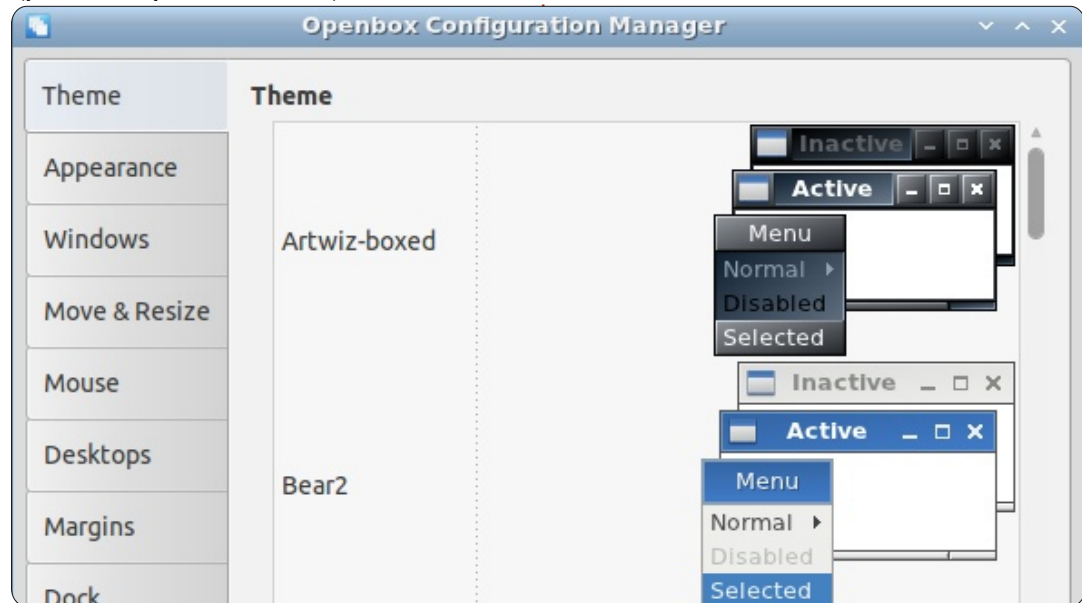 Openbox Configuration Manager
Theme
Appearance
Windows
Move & Resize
Mouse
Desktops
Margins
Dock
Theme
Artwiz-boxed
Inactive
Active
Menu
Normal
Disabled
Selected
Bear2
Inactive
Active
Menu
Normal
Disabled
Selected